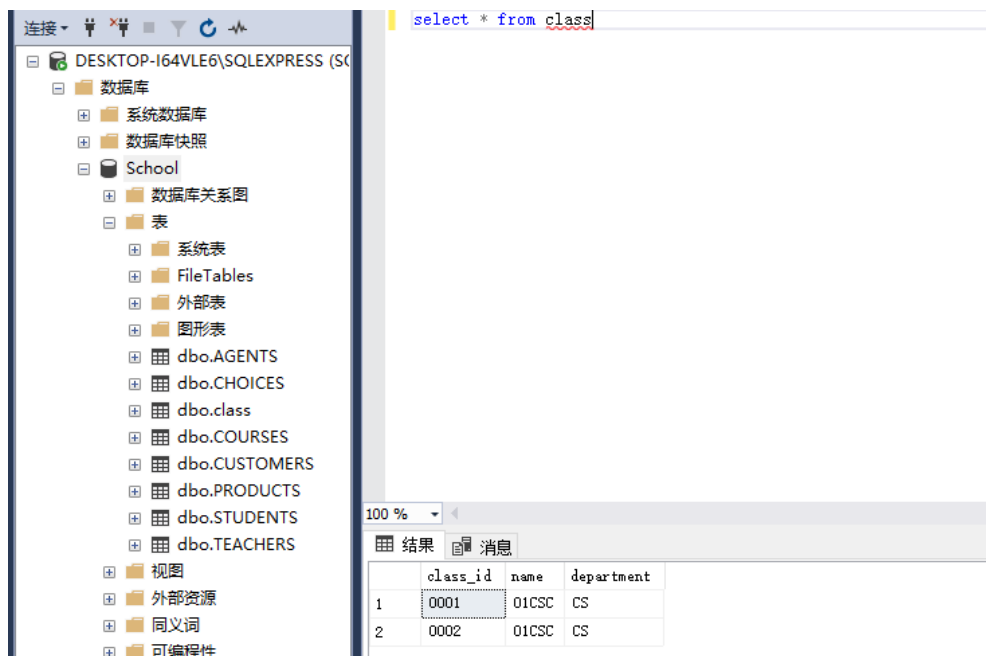 连接
DESKTOP-I64VLE6\SQLEXPRESS (SQ
数据库
系统数据库
数据库快照
School
数据库关系图
表
系统表
FileTables
外部表
图形表
dbo.AGENTS
dbo.CHOICES
dbo.class
dbo.COURSES
dbo.CUSTOMERS
dbo.PRODUCTS
dbo.STUDENTS
dbo.TEACHERS
视图
外部资源
同义词
可编程性
select * from class
100 %
结果 消息
class_id name department
1 0001 01CSC CS
2 0002 01CSC CS